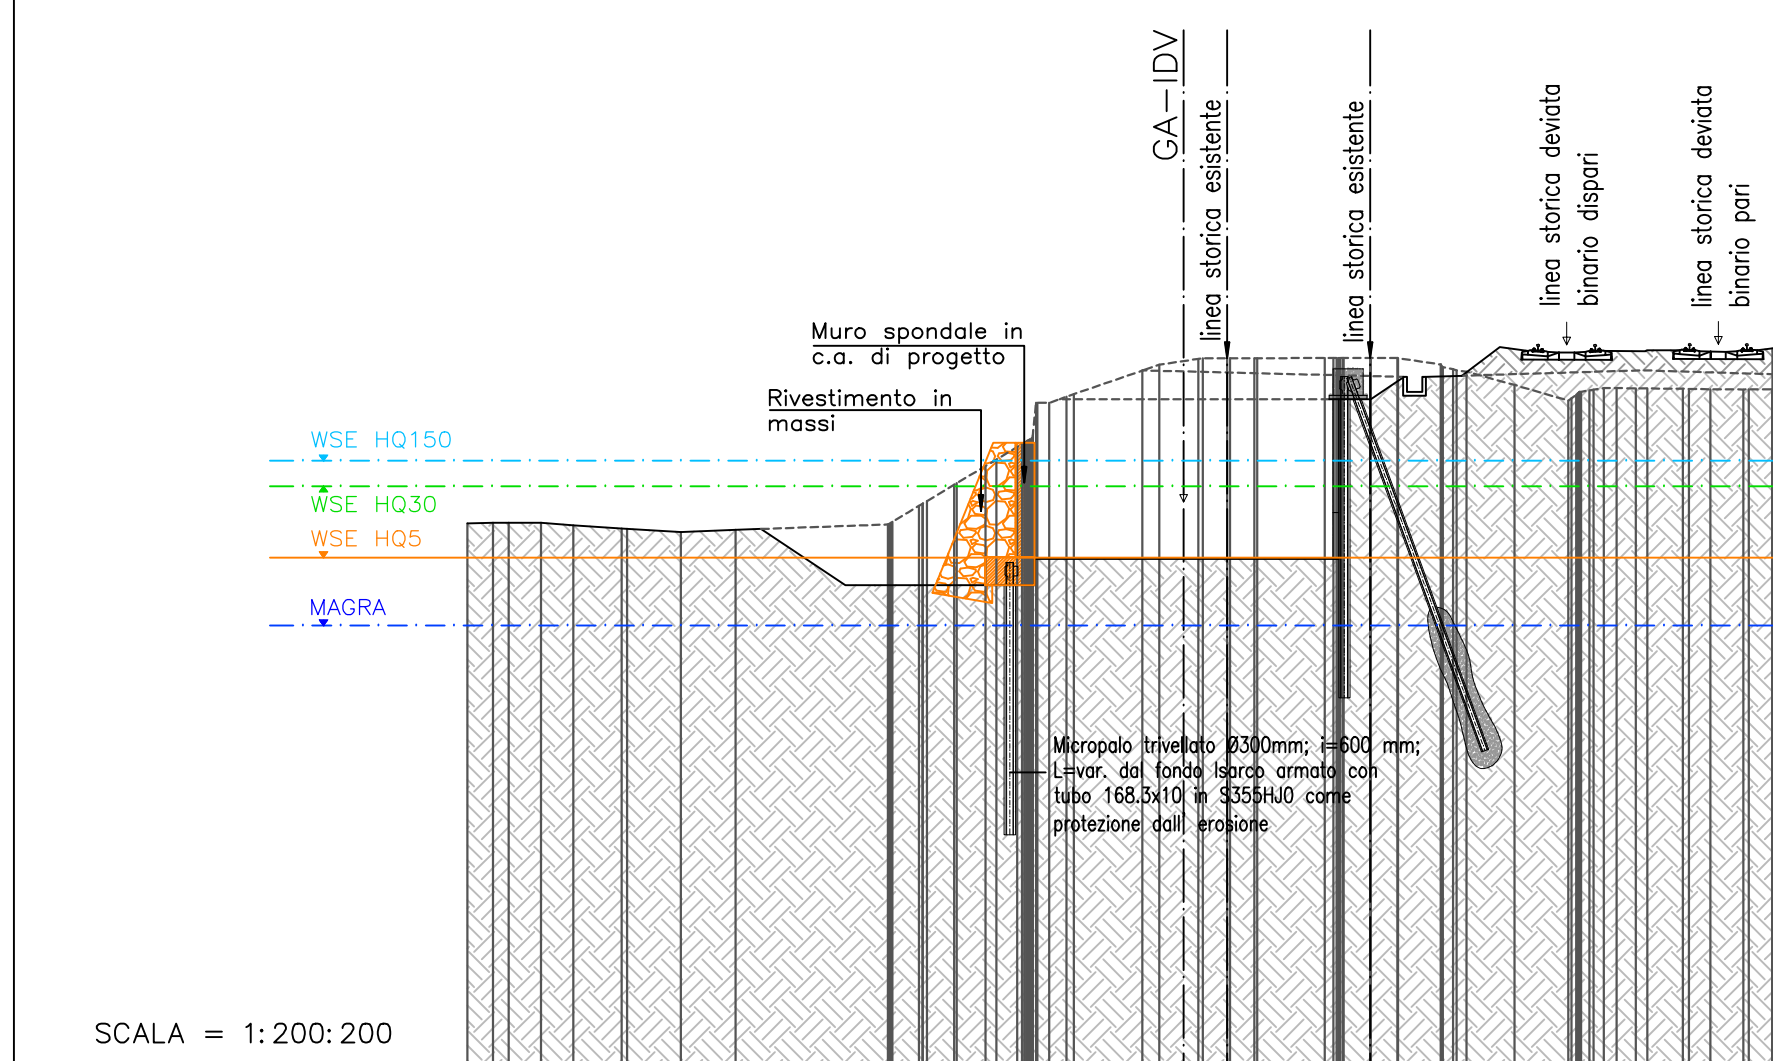 GA-IDV
linea storica esistente
linea storica esistente
linea storica deviata
binario dispari
linea storica deviata
binario pari
Muro spondale in
c.a. di progetto
Rivestimento in
massi
WSE HQ150
WSE HQ30
WSE HQ5
MAGRA
Micropalo trivellato Ø300mm; i=600 mm;
L=var. dal fondo Isarco armato con
tubo 168.3x10 in S355HJ0 come
protezione dall' erosione
SCALA = 1:200:200